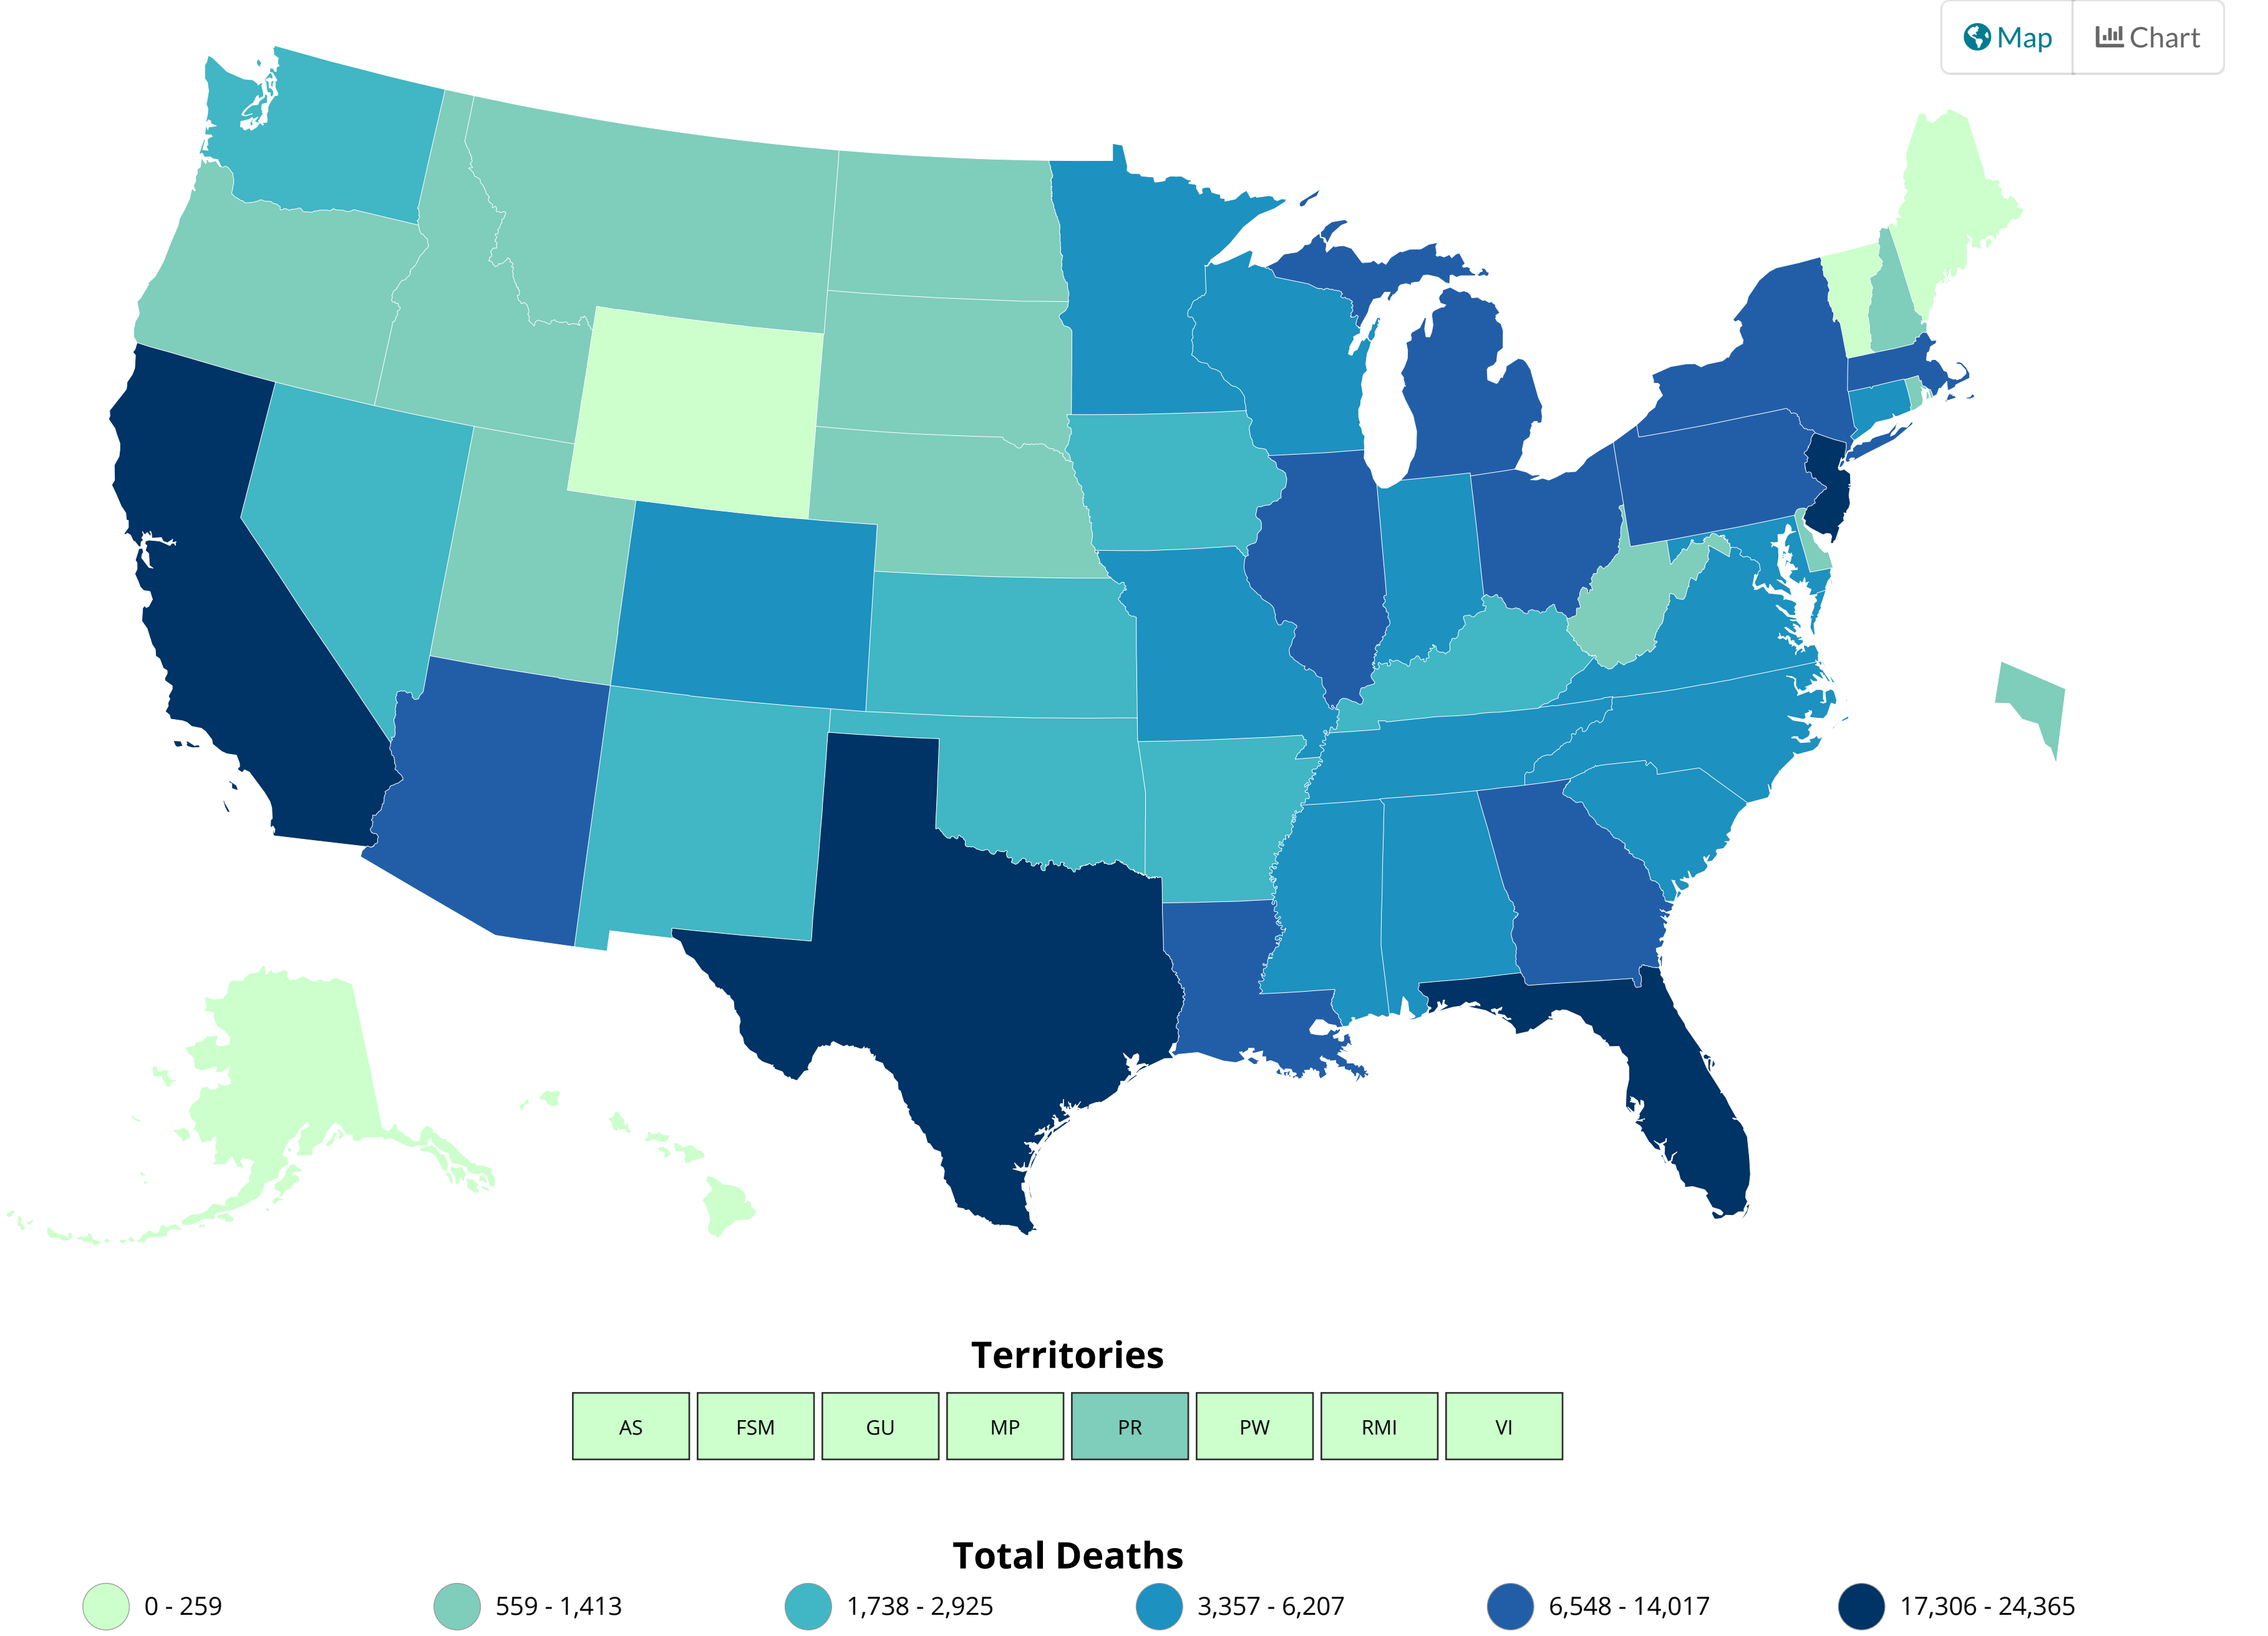 Map Chart
Territories
AS FSM GU MP PR PW RMI VI
Total Deaths
0 - 259 559 - 1,413 1,738 - 2,925 3,357 - 6,207 6,548 - 14,017 17,306 - 24,365